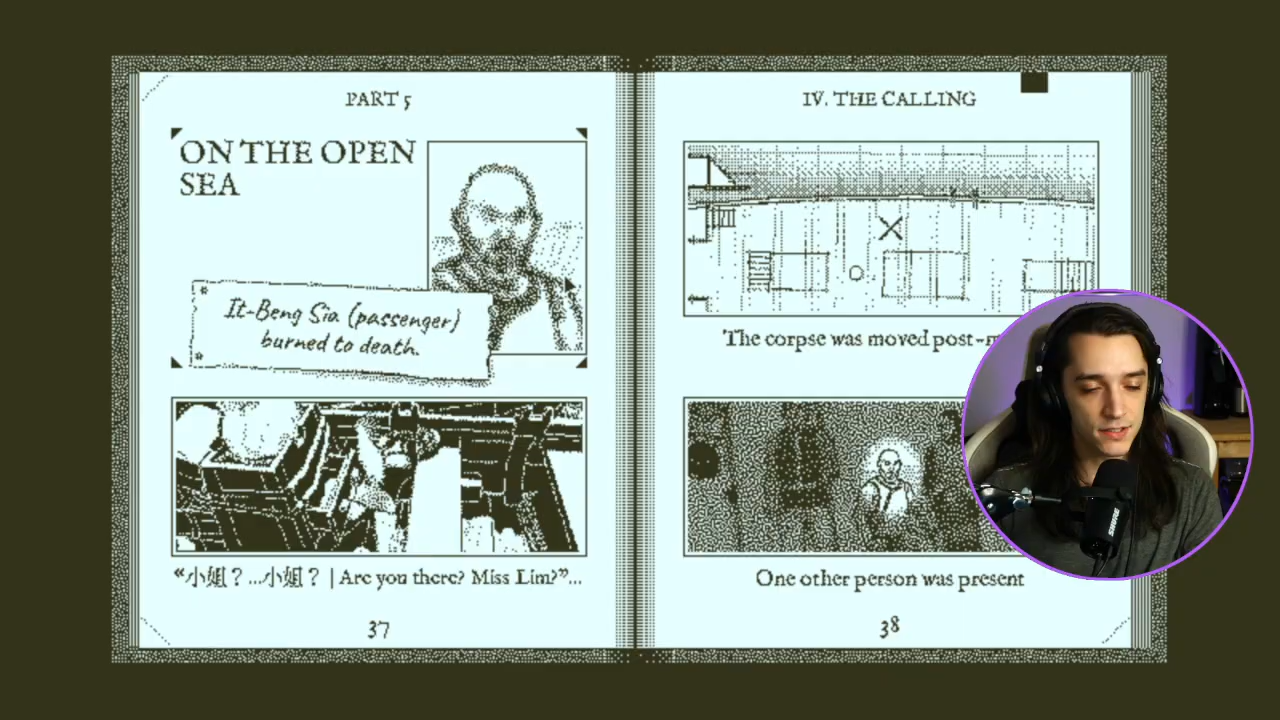 PART 5
ON THE OPEN
SEA
It-Beng Sia (passenger)
burned to death.
"小姐？...小姐？ | Are you there? Miss Lim?"...
37
IV. THE CALLING
The corpse was moved post-
One other person was present
38
SHURE